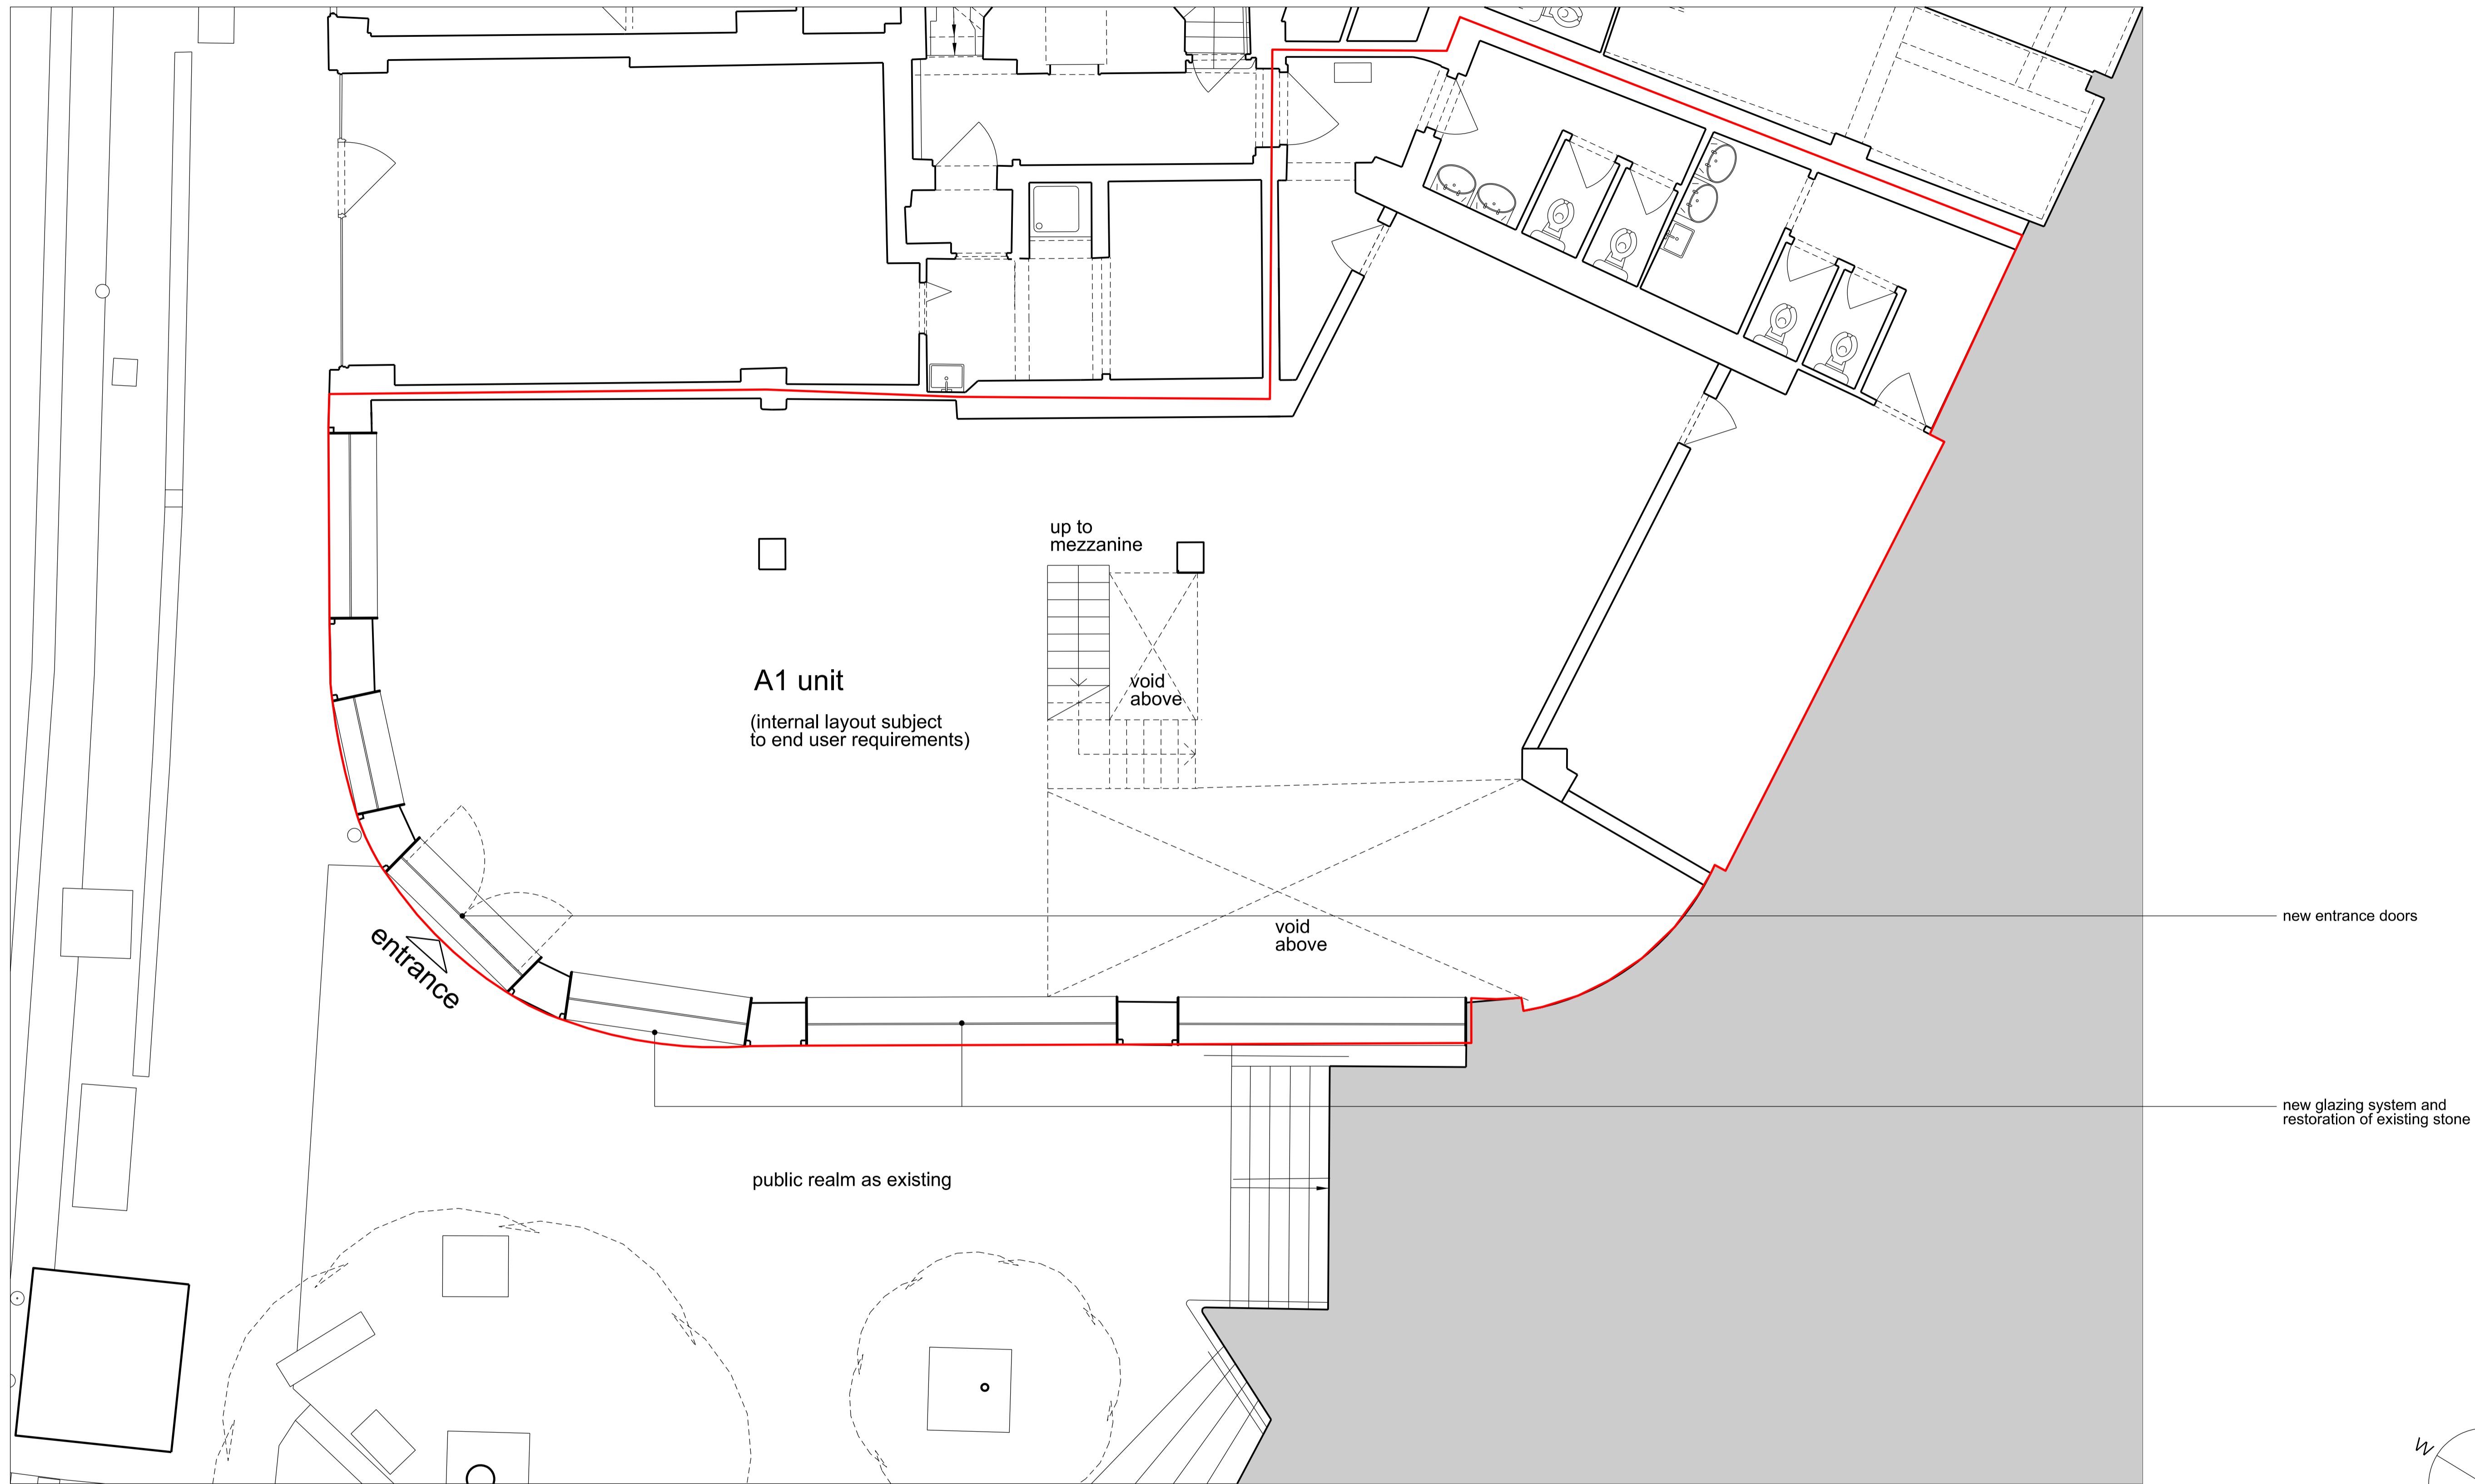 up to
mezzanine
A1 unit
(internal layout subject
to end user requirements)
void
above
void
above
entrance
new entrance doors
new glazing system and
restoration of existing stone
public realm as existing
W